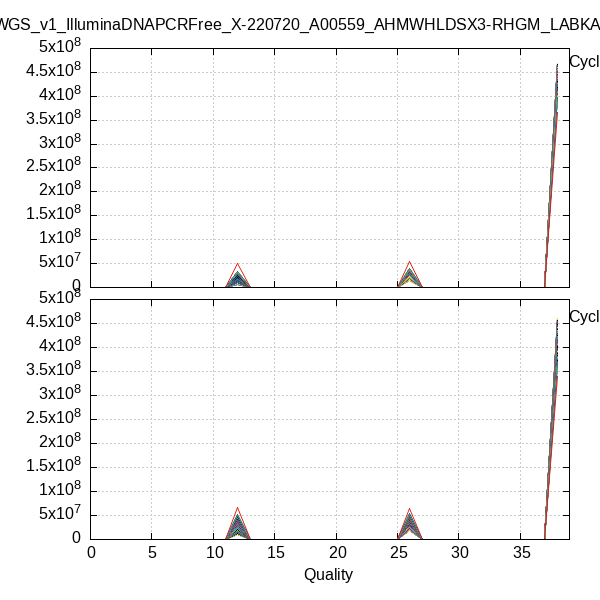 WGS_v1_IlluminaDNAPCRFree_X-220720_A00559_AHMWHLDSX3-RHGM_LABKA
5x10^8
Cycl
4.5x10^8
4x10^8
3.5x10^8
3x10^8
2.5x10^8
2x10^8
1.5x10^8
1x10^8
5x10^7
0
5x10^8
Cycl
4.5x10^8
4x10^8
3.5x10^8
3x10^8
2.5x10^8
2x10^8
1.5x10^8
1x10^8
5x10^7
0
0 5 10 15 20 25 30 35
Quality